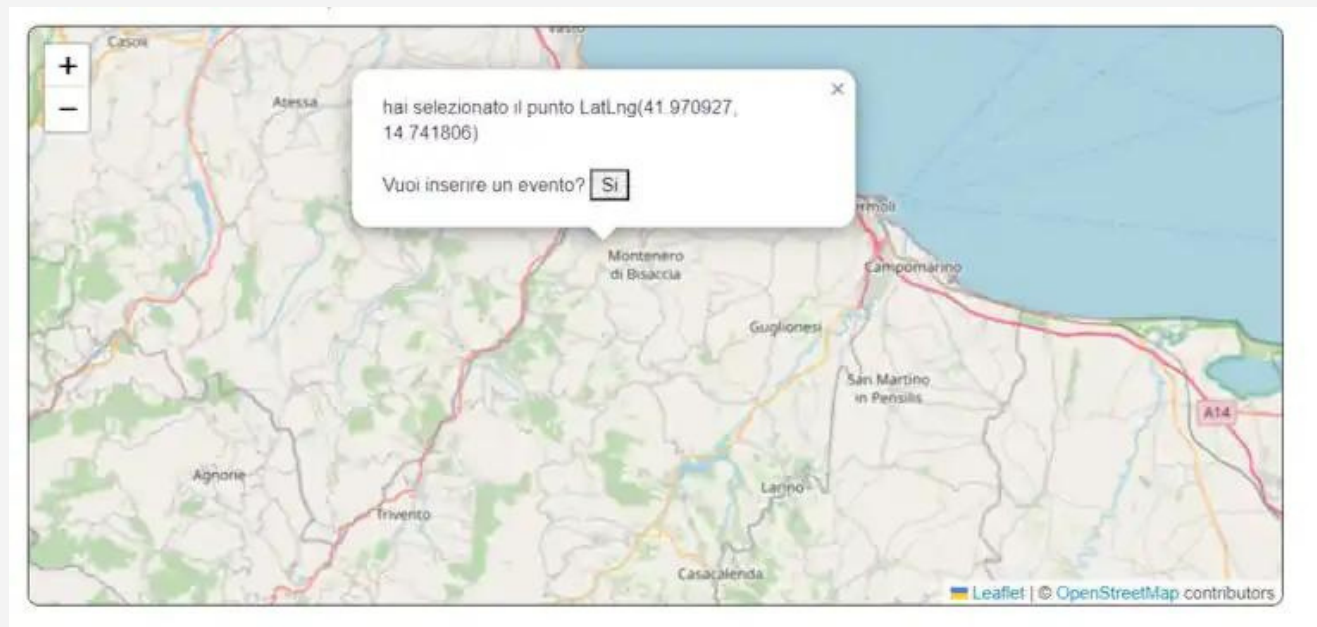 Vasto
Casoli
+
×
Atessa
hai selezionato il punto LatLng(41.970927,
14.741806)
−
Vuoi inserire un evento? Si
ermoli
Montenero
di Bisaccia
Campomarino
Guglionesi
San Martino
in Pensilis
A14
Agnone
Larino
Trivento
Casacalenda
Leaflet | © OpenStreetMap contributors